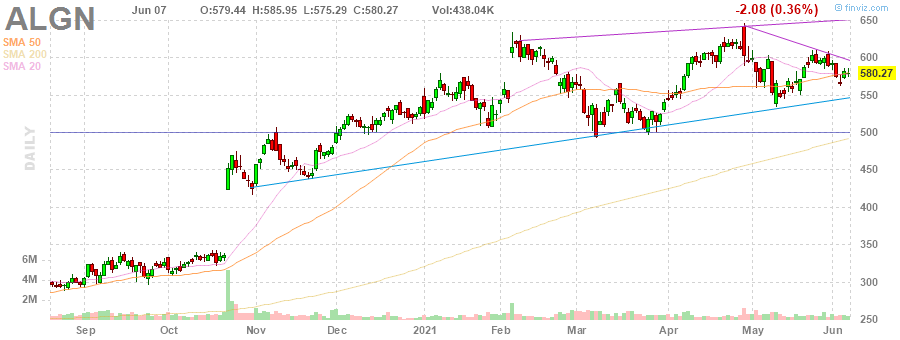 ALGN
Jun 07 O:579.44 H:585.95 L:575.29 C:580.27 Vol:438.04K
-2.08 (0.36%)
© finviz.com
SMA 50
SMA 200
SMA 20
DAILY
650
600
580.27
550
500
450
400
350
300
250
6M
4M
2M
Sep Oct Nov Dec 2021 Feb Mar Apr May Jun